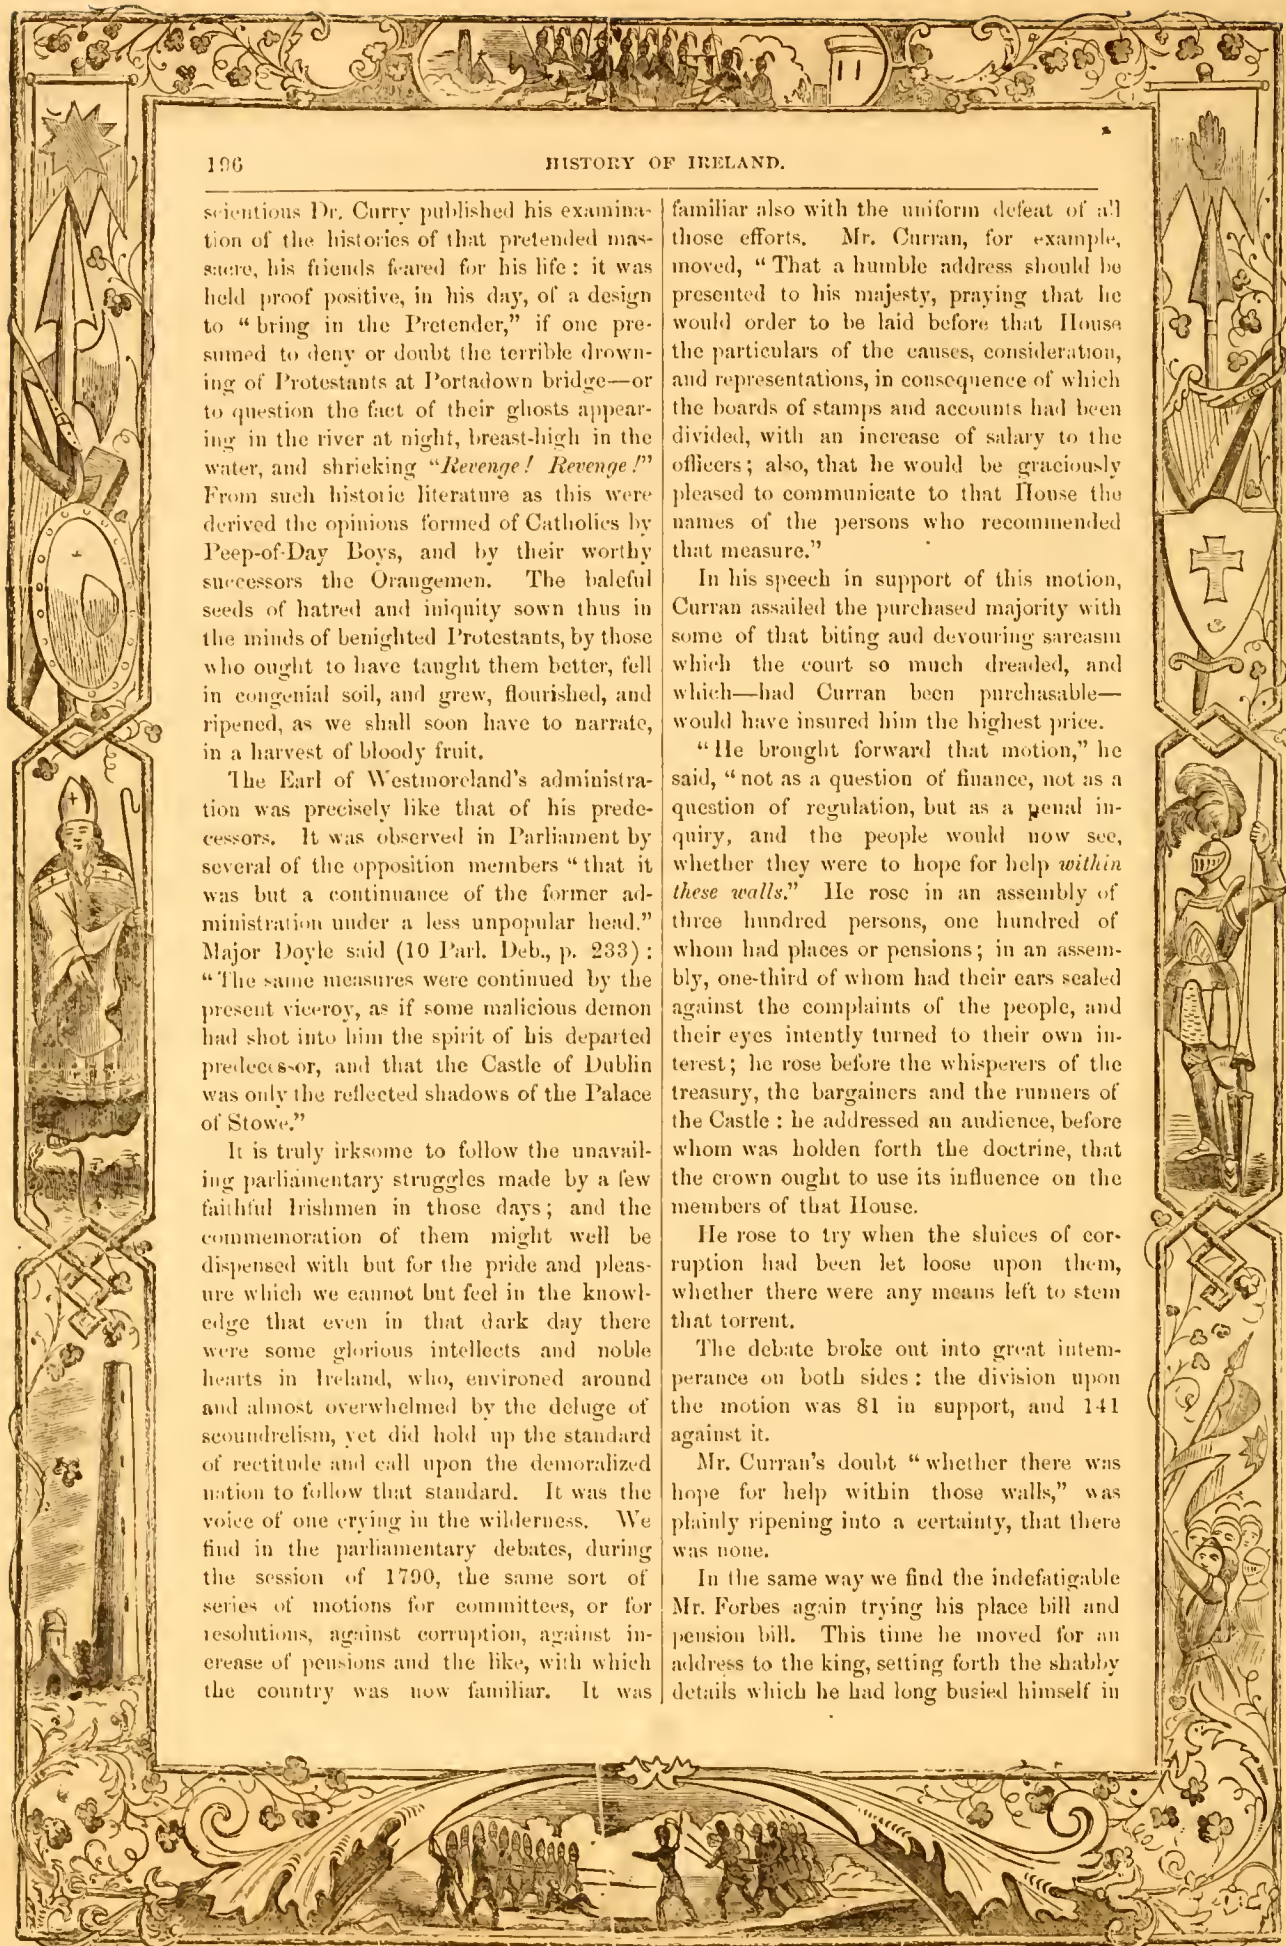 196
HISTORY OF IRELAND.
scientious Dr. Curry published his examina-
tion of the histories of that pretended mas-
sacre, his friends feared for his life: it was
held proof positive, in his day, of a design
to “bring in the Pretender,” if one pre-
sumed to deny or doubt the terrible drown-
ing of Protestants at Portadown bridge—or
to question the fact of their ghosts appear-
ing in the river at night, breast-high in the
water, and shrieking “Revenge! Revenge!”
From such historic literature as this were
derived the opinions formed of Catholics by
Peep-of-Day Boys, and by their worthy
successors the Orangemen. The baleful
seeds of hatred and iniquity sown thus in
the minds of benighted Protestants, by those
who ought to have taught them better, fell
in congenial soil, and grew, flourished, and
ripened, as we shall soon have to narrate,
in a harvest of bloody fruit.
The Earl of Westmoreland’s administra-
tion was precisely like that of his prede-
cessors. It was observed in Parliament by
several of the opposition members “that it
was but a continuance of the former ad-
ministration under a less unpopular head.”
Major Doyle said (10 Parl. Deb., p. 233):
“The same measures were continued by the
present viceroy, as if some malicious demon
had shot into him the spirit of his departed
predecessor, and that the Castle of Dublin
was only the reflected shadows of the Palace
of Stowe.”
It is truly irksome to follow the unavail-
ing parliamentary struggles made by a few
faithful Irishmen in those days; and the
commemoration of them might well be
dispensed with but for the pride and pleas-
ure which we cannot but feel in the knowl-
edge that even in that dark day there
were some glorious intellects and noble
hearts in Ireland, who, environed around
and almost overwhelmed by the deluge of
scoundrelism, yet did hold up the standard
of rectitude and call upon the demoralized
nation to follow that standard. It was the
voice of one crying in the wilderness. We
find in the parliamentary debates, during
the session of 1790, the same sort of
series of motions for committees, or for
resolutions, against corruption, against in-
crease of pensions and the like, with which
the country was now familiar. It was
familiar also with the uniform defeat of all
those efforts. Mr. Curran, for example,
moved, “That a humble address should be
presented to his majesty, praying that he
would order to be laid before that House
the particulars of the causes, consideration,
and representations, in consequence of which
the boards of stamps and accounts had been
divided, with an increase of salary to the
officers; also, that he would be graciously
pleased to communicate to that House the
names of the persons who recommended
that measure.”
In his speech in support of this motion,
Curran assailed the purchased majority with
some of that biting and devouring sarcasm
which the court so much dreaded, and
which—had Curran been purchasable—
would have insured him the highest price.
“He brought forward that motion,” he
said, “not as a question of finance, not as a
question of regulation, but as a penal in-
quiry, and the people would now see,
whether they were to hope for help within
these walls.” He rose in an assembly of
three hundred persons, one hundred of
whom had places or pensions; in an assem-
bly, one-third of whom had their ears sealed
against the complaints of the people, and
their eyes intently turned to their own in-
terest; he rose before the whisperers of the
treasury, the bargainers and the runners of
the Castle: he addressed an audience, before
whom was holden forth the doctrine, that
the crown ought to use its influence on the
members of that House.
He rose to try when the sluices of cor-
ruption had been let loose upon them,
whether there were any means left to stem
that torrent.
The debate broke out into great intem-
perance on both sides: the division upon
the motion was 81 in support, and 141
against it.
Mr. Curran’s doubt “whether there was
hope for help within those walls,” was
plainly ripening into a certainty, that there
was none.
In the same way we find the indefatigable
Mr. Forbes again trying his place bill and
pension bill. This time he moved for an
address to the king, setting forth the shabby
details which he had long busied himself in